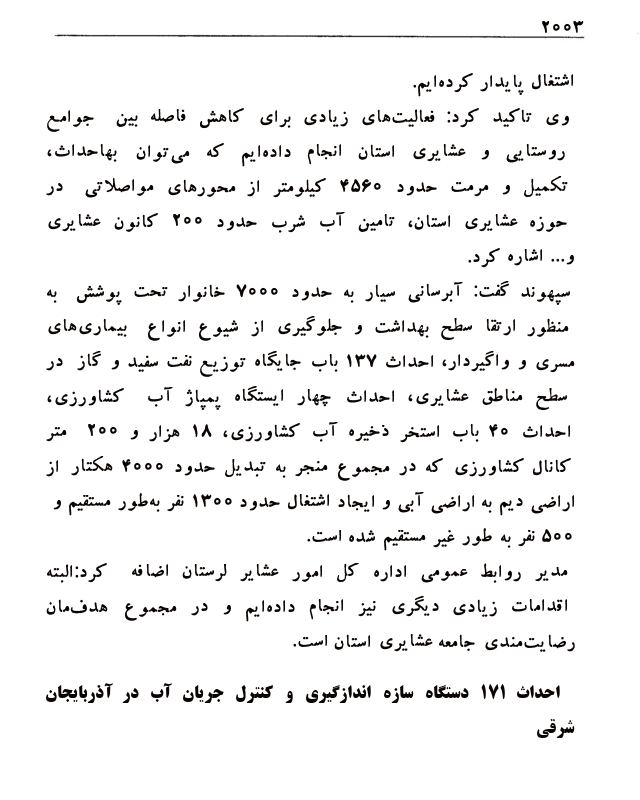 ۲۰۰۳
اشتغال پایدار کرده‌ایم.
وی تاکید کرد: فعالیت‌های زیادی برای کاهش فاصله بین جوامع
روستایی و عشایری استان انجام داده‌ایم که می‌توان بهاحداث،
تکمیل و مرمت حدود ۴۵۶۰ کیلومتر از محورهای مواصلاتی در
حوزه عشایری استان، تامین آب شرب حدود ۲۰۰ کانون عشایری
و... اشاره کرد.
سپهوند گفت: آبرسانی سیار به حدود ۷۰۰۰ خانوار تحت پوشش به
منظور ارتقا سطح بهداشت و جلوگیری از شیوع انواع بیماری‌های
مسری و واگیردار، احداث ۱۳۷ باب جایگاه توزیع نفت سفید و گاز در
سطح مناطق عشایری، احداث چهار ایستگاه پمپاژ آب کشاورزی،
احداث ۴۰ باب استخر ذخیره آب کشاورزی، ۱۸ هزار و ۲۰۰ متر
کانال کشاورزی که در مجموع منجر به تبدیل حدود ۴۰۰۰ هکتار از
اراضی دیم به اراضی آبی و ایجاد اشتغال حدود ۱۳۰۰ نفر به‌طور مستقیم و
۵۰۰ نفر به طور غیر مستقیم شده است.
مدیر روابط عمومی اداره کل امور عشایر لرستان اضافه کرد:البته
اقدامات زیادی دیگری نیز انجام داده‌ایم و در مجموع هدف‌مان
رضایت‌مندی جامعه عشایری استان است.
احداث ۱۷۱ دستگاه سازه اندازگیری و کنترل جریان آب در آذربایجان
شرقی